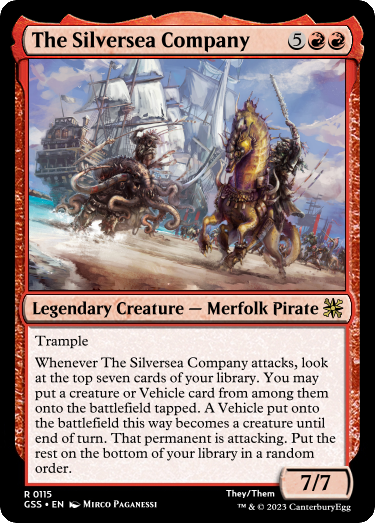 The Silversea Company 5
Legendary Creature — Merfolk Pirate
Trample
Whenever The Silversea Company attacks, look
at the top seven cards of your library. You may
put a creature or Vehicle card from among them
onto the battlefield tapped. A Vehicle put onto
the battlefield this way becomes a creature until
end of turn. That permanent is attacking. Put the
rest on the bottom of your library in a random
order.
7/7
R 0115
They/Them
GSS • EN Mirco Paganessi
™ & © 2023 CanterburyEgg